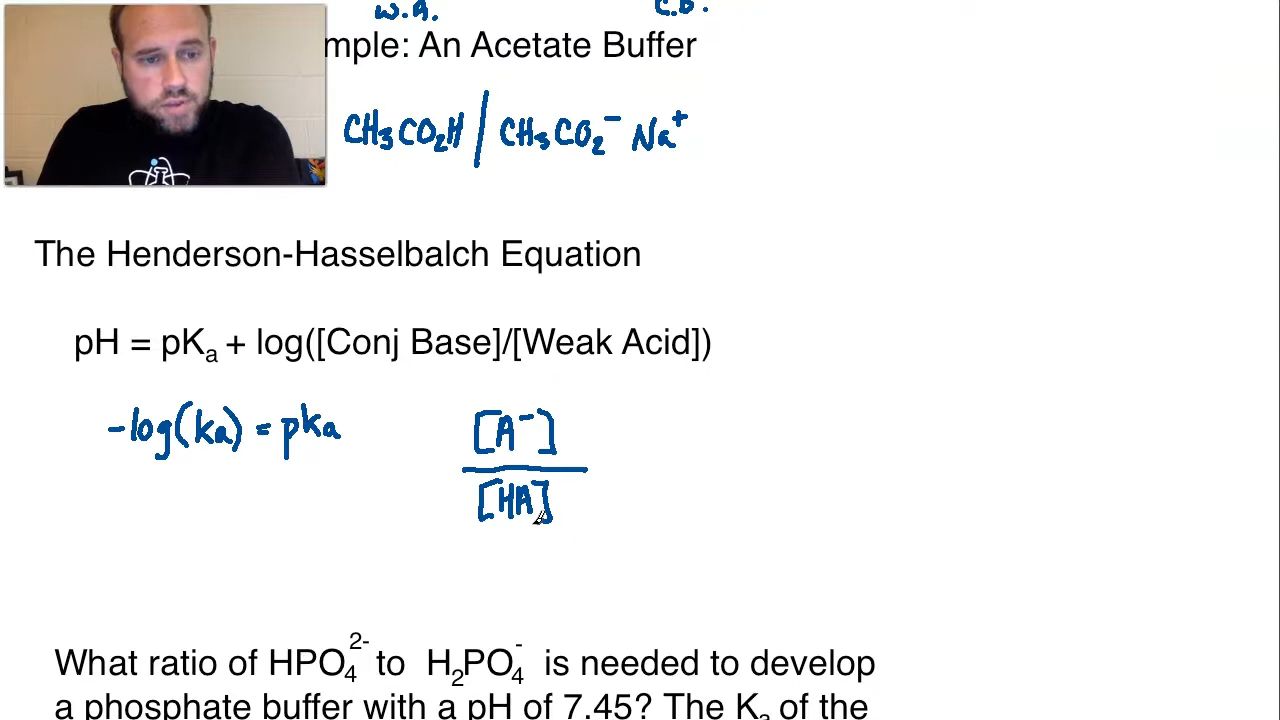 W.A. C.B.
mple: An Acetate Buffer
CH₃CO₂H / CH₃CO₂⁻ Na⁺
The Henderson-Hasselbalch Equation
pH = pKₐ + log([Conj Base]/[Weak Acid])
-log(ka) = pka
[A⁻]
[HA]
What ratio of HPO₄²⁻ to H₂PO₄⁻ is needed to develop
a phosphate buffer with a pH of 7.45? The Kₐ of the